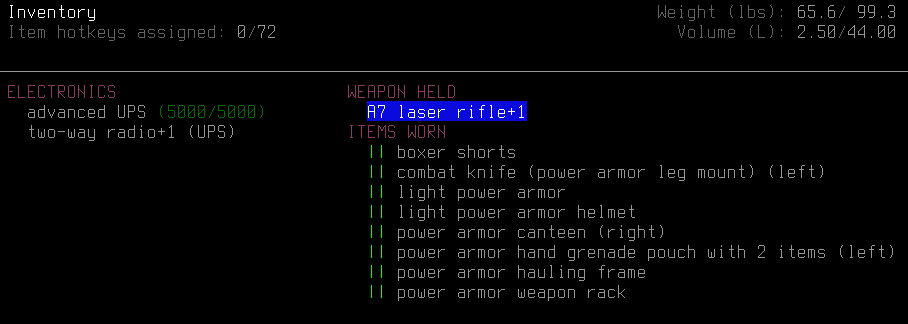 Inventory
Weight (lbs): 65.6/ 99.3
Item hotkeys assigned: 0/72
Volume (L): 2.50/44.00
ELECTRONICS
advanced UPS (5000/5000)
two-way radio+1 (UPS)
WEAPON HELD
A7 laser rifle+1
ITEMS WORN
|| boxer shorts
|| combat knife (power armor leg mount) (left)
|| light power armor
|| light power armor helmet
|| power armor canteen (right)
|| power armor hand grenade pouch with 2 items (left)
|| power armor hauling frame
|| power armor weapon rack